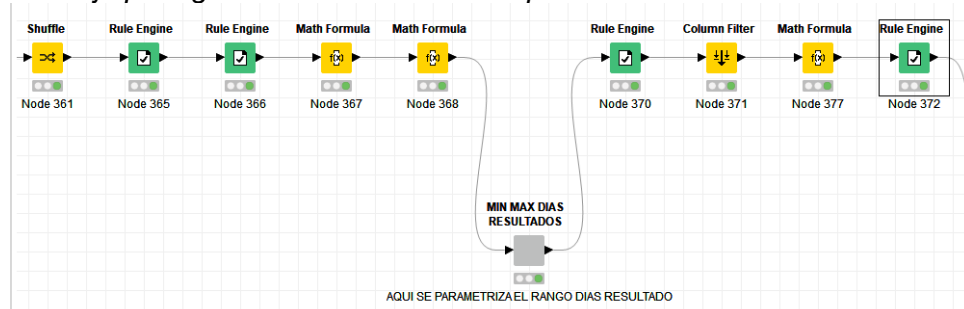 Shuffle
Rule Engine
Rule Engine
Math Formula
Math Formula
Rule Engine
Column Filter
Math Formula
Rule Engine
f(x)
f(x)
f(x)
Node 361
Node 365
Node 366
Node 367
Node 368
Node 370
Node 371
Node 377
Node 372
MIN MAX DIAS
RESULTADOS
AQUI SE PARAMETRIZA EL RANGO DIAS RESULTADO